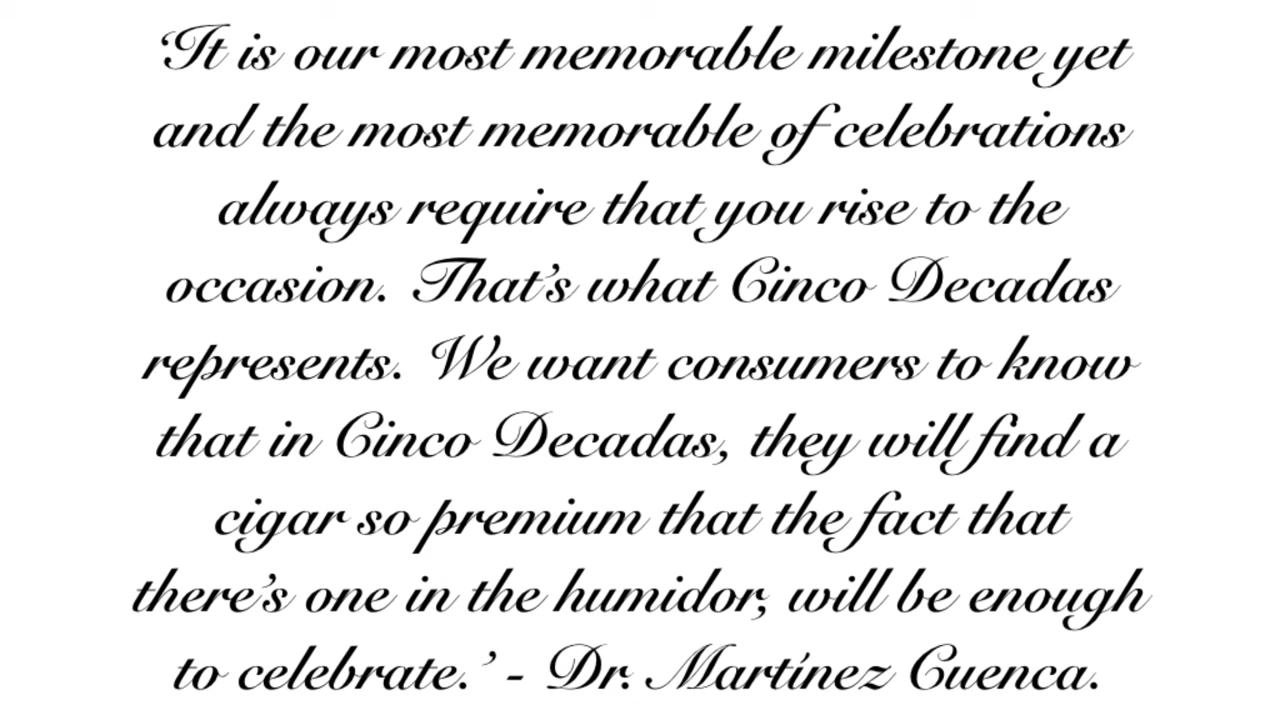 ‘It is our most memorable milestone yet
and the most memorable of celebrations
always require that you rise to the
occasion. That’s what Cinco Decadas
represents. We want consumers to know
that in Cinco Decadas, they will find a
cigar so premium that the fact that
there’s one in the humidor, will be enough
to celebrate.’ - Dr. Martínez Cuenca.